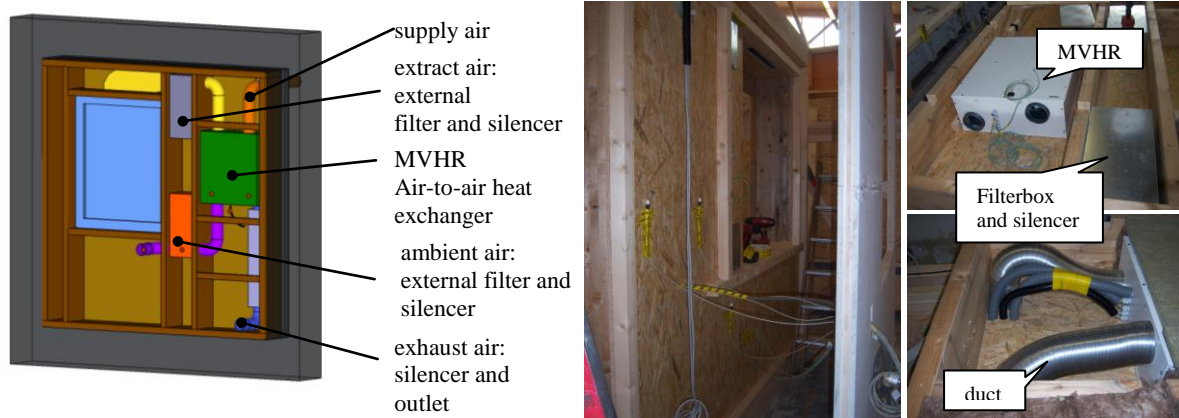 supply air
extract air:
external
filter and silencer
MVHR
Air-to-air heat
exchanger
ambient air:
external filter and
silencer
exhaust air:
silencer and
outlet
MVHR
Filterbox
and silencer
duct